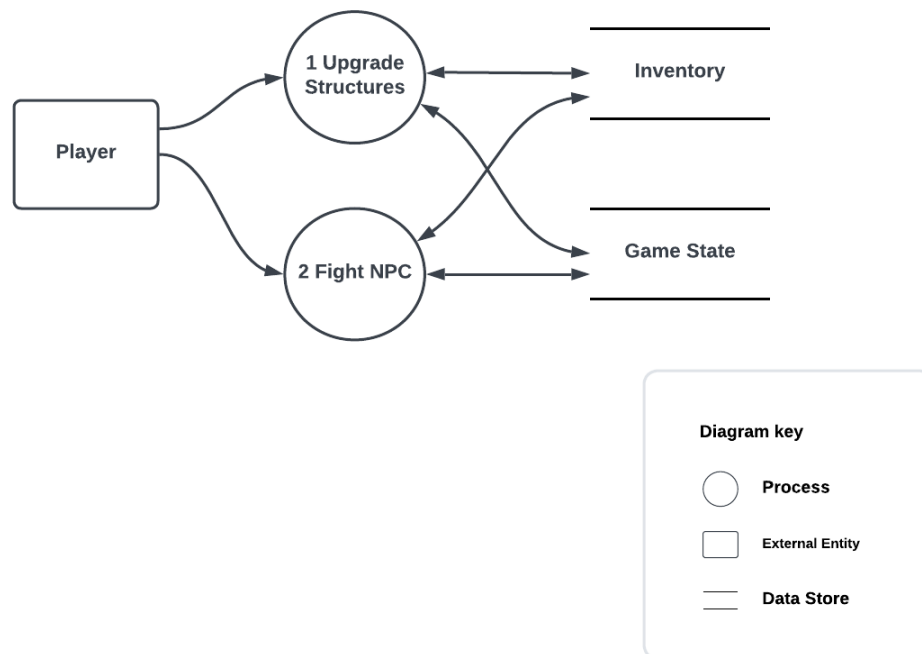 1 Upgrade
Structures
Inventory
Player
Game State
2 Fight NPC
Diagram key
Process
External Entity
Data Store